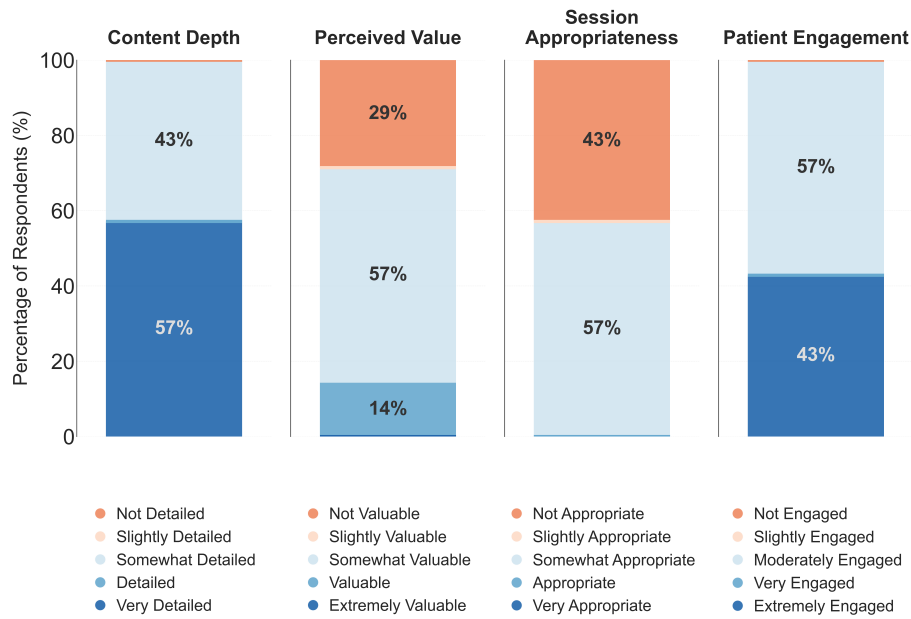 Content Depth
Perceived Value
Session
Appropriateness
Patient Engagement
Percentage of Respondents (%)
100
80
60
40
20
0
43%
57%
29%
57%
14%
43%
57%
57%
43%
Not Detailed
Slightly Detailed
Somewhat Detailed
Detailed
Very Detailed
Not Valuable
Slightly Valuable
Somewhat Valuable
Valuable
Extremely Valuable
Not Appropriate
Slightly Appropriate
Somewhat Appropriate
Appropriate
Very Appropriate
Not Engaged
Slightly Engaged
Moderately Engaged
Very Engaged
Extremely Engaged